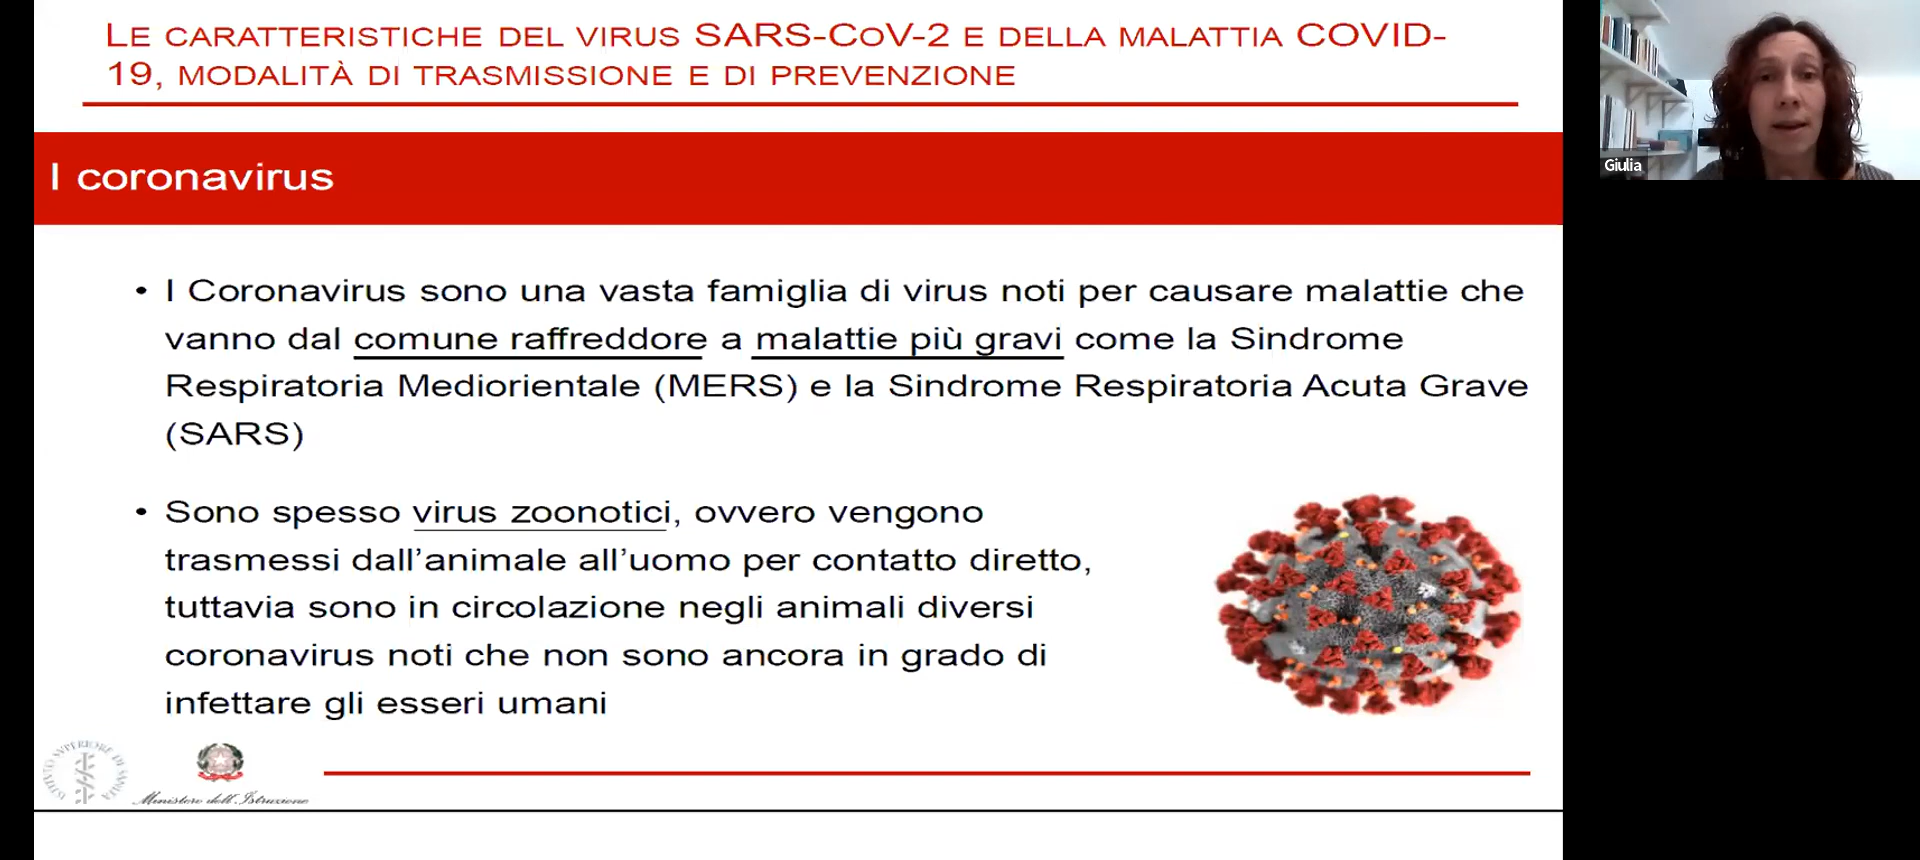 LE CARATTERISTICHE DEL VIRUS SARS-COV-2 E DELLA MALATTIA COVID-
19, MODALITÀ DI TRASMISSIONE E DI PREVENZIONE
Giulia
I coronavirus
• I Coronavirus sono una vasta famiglia di virus noti per causare malattie che
vanno dal comune raffreddore a malattie più gravi come la Sindrome
Respiratoria Mediorientale (MERS) e la Sindrome Respiratoria Acuta Grave
(SARS)
• Sono spesso virus zoonotici, ovvero vengono
trasmessi dall’animale all’uomo per contatto diretto,
tuttavia sono in circolazione negli animali diversi
coronavirus noti che non sono ancora in grado di
infettare gli esseri umani
ISTITVTO SVPERIORE DI SANITA
Ministero dell'Istruzione